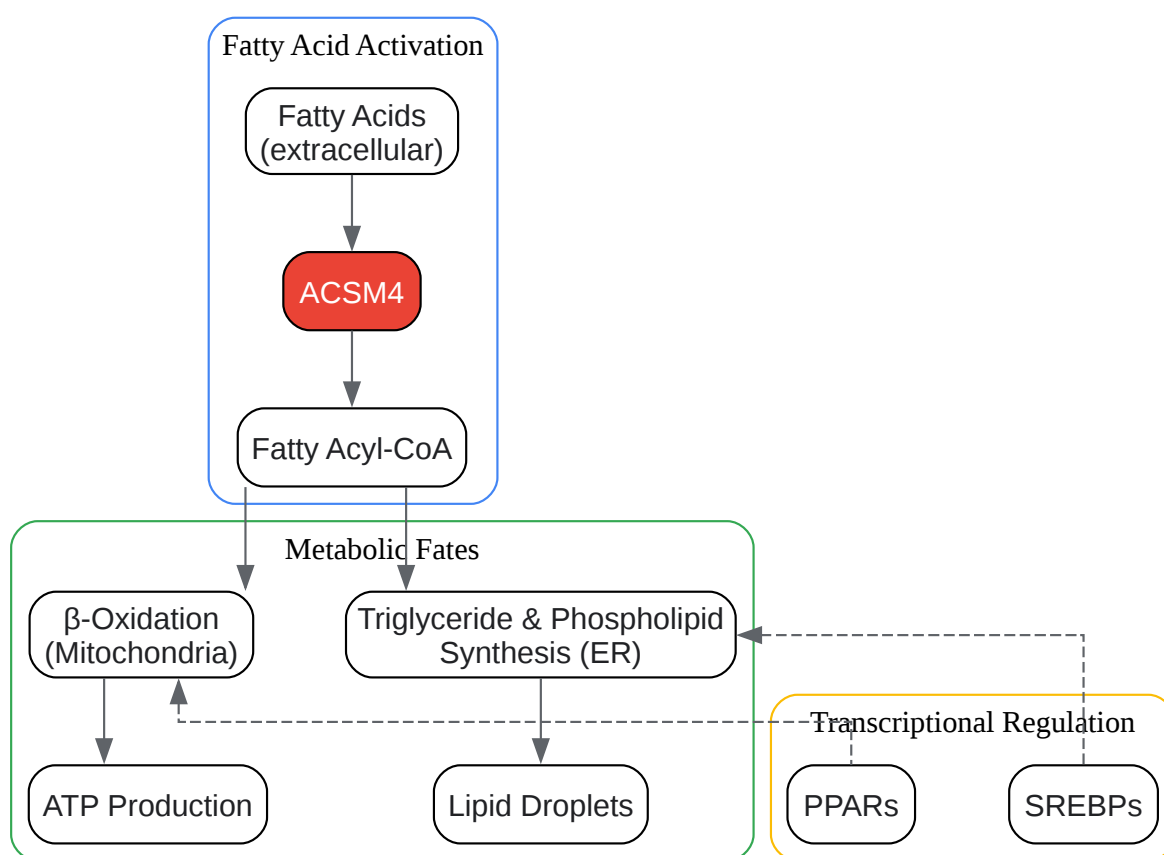 Fatty Acid Activation
Fatty Acids
(extracellular)
ACSM4
Fatty Acyl-CoA
Metabolic Fates
β-Oxidation
(Mitochondria)
Triglyceride & Phospholipid
Synthesis (ER)
Transcriptional Regulation
ATP Production
Lipid Droplets
PPARs
SREBPs